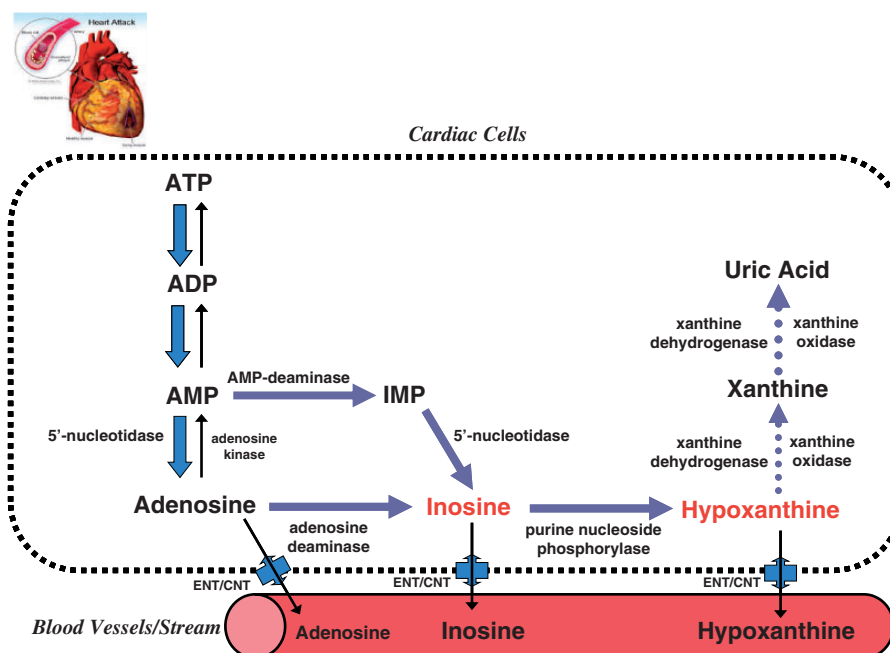 Heart Attack
Cardiac Cells
ATP
ADP
AMP-deaminase
AMP
IMP
5'-nucleotidase
adenosine
kinase
5'-nucleotidase
Uric Acid
xanthine
dehydrogenase
xanthine
oxidase
Xanthine
xanthine
dehydrogenase
xanthine
oxidase
Adenosine
Inosine
Hypoxanthine
adenosine
deaminase
purine nucleoside
phosphorylase
ENT/CNT
ENT/CNT
ENT/CNT
Blood Vessels/Stream
Adenosine
Inosine
Hypoxanthine